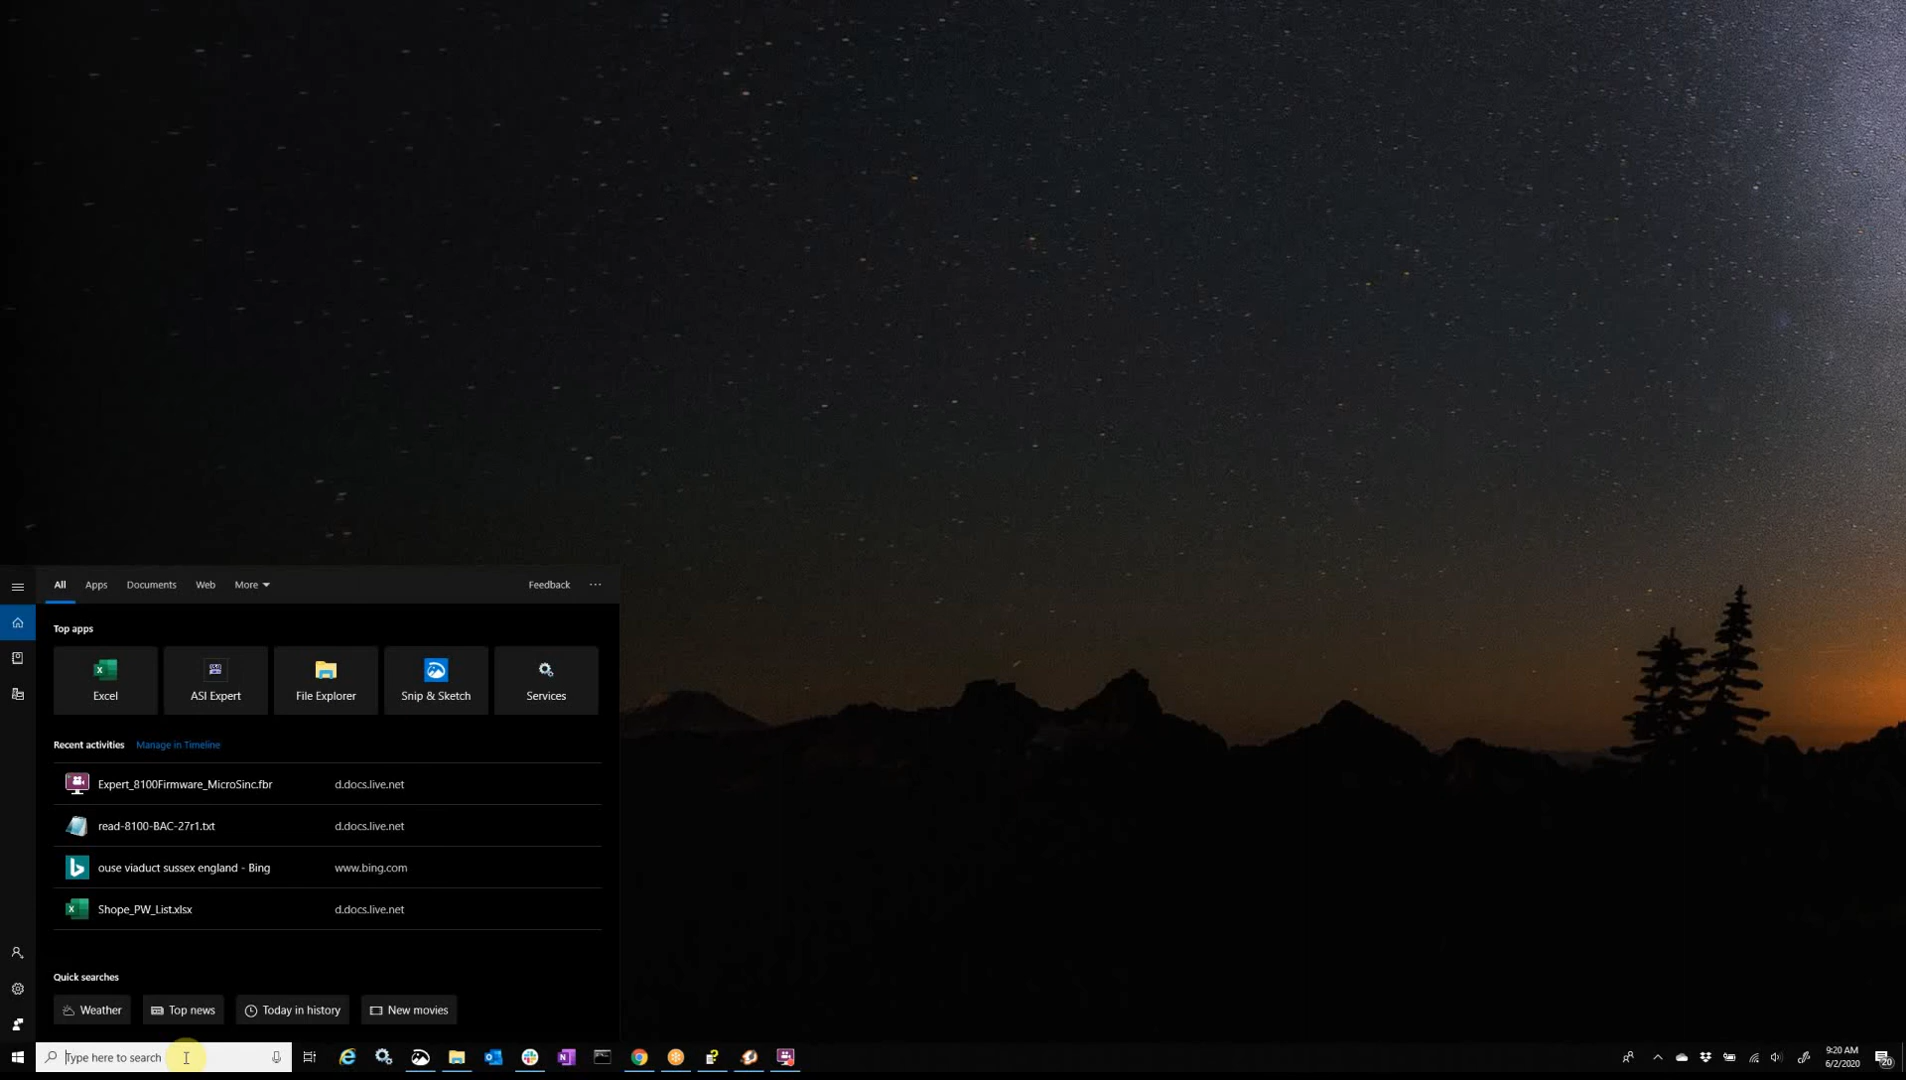 All Apps Documents Web More Feedback ...
Top apps
Excel ASI Expert File Explorer Snip & Sketch Services
Recent activities Manage in Timeline
Expert_8100Firmware_MicroSinc.fbr d.docs.live.net
read-8100-BAC-27r1.txt d.docs.live.net
ouse viaduct sussex england - Bing www.bing.com
Shope_PW_List.xlsx d.docs.live.net
Quick searches
Weather Top news Today in history New movies
Type here to search
9:20 AM
6/2/2020
20